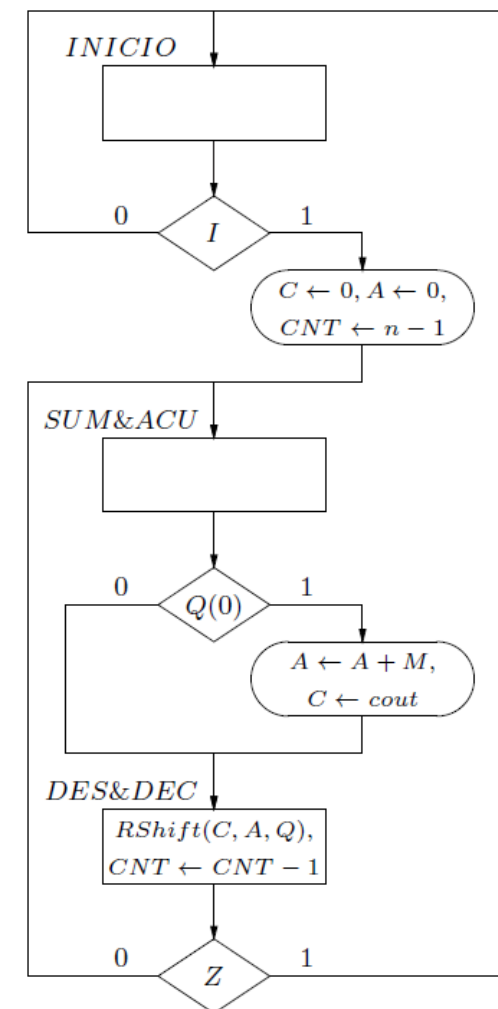 INICIO
0
1
I
C ← 0, A ← 0,
CNT ← n − 1
SUM&ACU
0
1
Q(0)
A ← A + M,
C ← cout
DES&DEC
RShift(C, A, Q),
CNT ← CNT − 1
0
1
Z